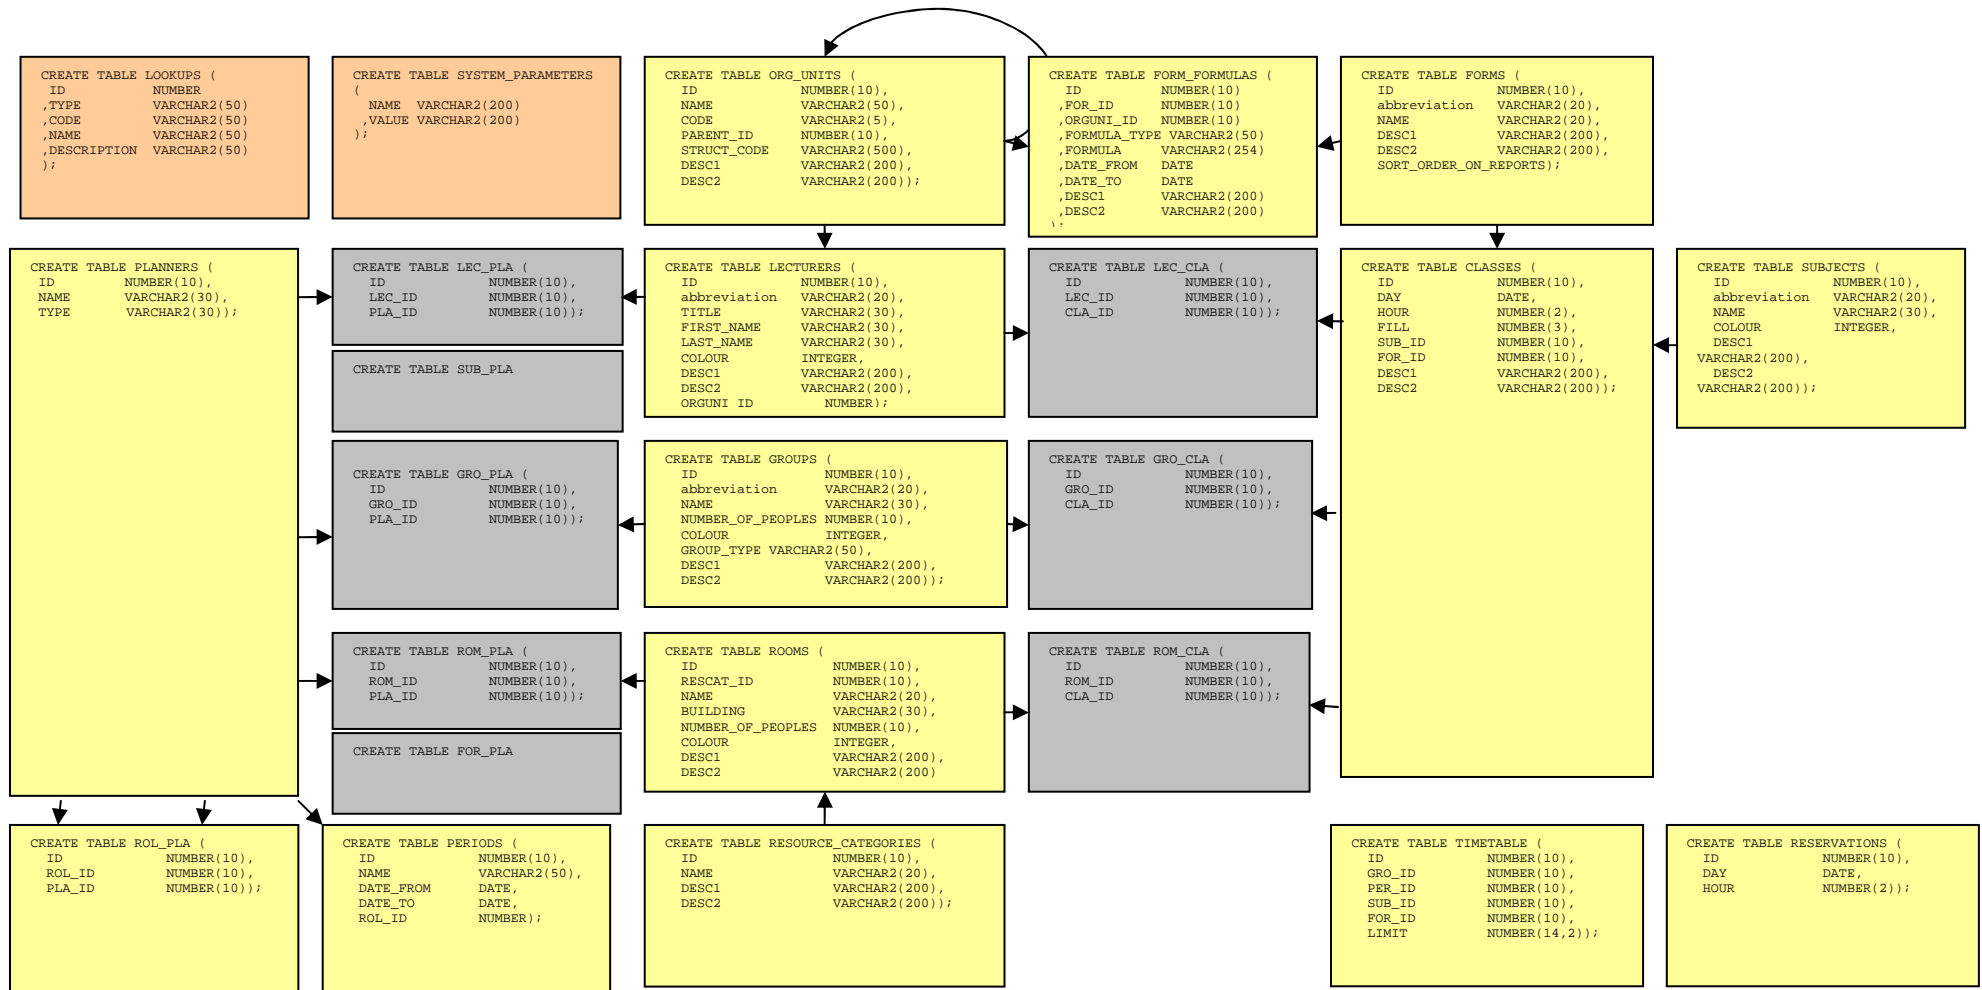 CREATE TABLE LOOKUPS (
ID NUMBER
,TYPE VARCHAR2(50)
,CODE VARCHAR2(50)
,NAME VARCHAR2(50)
,DESCRIPTION VARCHAR2(50)
);
CREATE TABLE SYSTEM_PARAMETERS
(
NAME VARCHAR2(200)
,VALUE VARCHAR2(200)
);
CREATE TABLE ORG_UNITS (
ID NUMBER(10),
NAME VARCHAR2(50),
CODE VARCHAR2(5),
PARENT_ID NUMBER(10),
STRUCT_CODE VARCHAR2(500),
DESC1 VARCHAR2(200),
DESC2 VARCHAR2(200));
CREATE TABLE FORM_FORMULAS (
ID NUMBER(10)
,FOR_ID NUMBER(10)
,ORGUNI_ID NUMBER(10)
,FORMULA_TYPE VARCHAR2(50)
,FORMULA VARCHAR2(254)
,DATE_FROM DATE
,DATE_TO DATE
,DESC1 VARCHAR2(200)
,DESC2 VARCHAR2(200)
);
CREATE TABLE FORMS (
ID NUMBER(10),
abbreviation VARCHAR2(20),
NAME VARCHAR2(20),
DESC1 VARCHAR2(200),
DESC2 VARCHAR2(200),
SORT_ORDER_ON_REPORTS);
CREATE TABLE PLANNERS (
ID NUMBER(10),
NAME VARCHAR2(30),
TYPE VARCHAR2(30));
CREATE TABLE LEC_PLA (
ID NUMBER(10),
LEC_ID NUMBER(10),
PLA_ID NUMBER(10));
CREATE TABLE SUB_PLA
CREATE TABLE LECTURERS (
ID NUMBER(10),
abbreviation VARCHAR2(20),
TITLE VARCHAR2(30),
FIRST_NAME VARCHAR2(30),
LAST_NAME VARCHAR2(30),
COLOUR INTEGER,
DESC1 VARCHAR2(200),
DESC2 VARCHAR2(200),
ORGUNI_ID NUMBER);
CREATE TABLE LEC_CLA (
ID NUMBER(10),
LEC_ID NUMBER(10),
CLA_ID NUMBER(10));
CREATE TABLE CLASSES (
ID NUMBER(10),
DAY DATE,
HOUR NUMBER(2),
FILL NUMBER(3),
SUB_ID NUMBER(10),
FOR_ID NUMBER(10),
DESC1 VARCHAR2(200),
DESC2 VARCHAR2(200));
CREATE TABLE SUBJECTS (
ID NUMBER(10),
abbreviation VARCHAR2(20),
NAME VARCHAR2(30),
COLOUR INTEGER,
DESC1
VARCHAR2(200),
DESC2
VARCHAR2(200));
CREATE TABLE GRO_PLA (
ID NUMBER(10),
GRO_ID NUMBER(10),
PLA_ID NUMBER(10));
CREATE TABLE GROUPS (
ID NUMBER(10),
abbreviation VARCHAR2(20),
NAME VARCHAR2(30),
NUMBER_OF_PEOPLES NUMBER(10),
COLOUR INTEGER,
GROUP_TYPE VARCHAR2(50),
DESC1 VARCHAR2(200),
DESC2 VARCHAR2(200));
CREATE TABLE GRO_CLA (
ID NUMBER(10),
GRO_ID NUMBER(10),
CLA_ID NUMBER(10));
CREATE TABLE ROM_PLA (
ID NUMBER(10),
ROM_ID NUMBER(10),
PLA_ID NUMBER(10));
CREATE TABLE FOR_PLA
CREATE TABLE ROOMS (
ID NUMBER(10),
RESCAT_ID NUMBER(10),
NAME VARCHAR2(20),
BUILDING VARCHAR2(30),
NUMBER_OF_PEOPLES NUMBER(10),
COLOUR INTEGER,
DESC1 VARCHAR2(200),
DESC2 VARCHAR2(200)
CREATE TABLE ROM_CLA (
ID NUMBER(10),
ROM_ID NUMBER(10),
CLA_ID NUMBER(10));
CREATE TABLE ROL_PLA (
ID NUMBER(10),
ROL_ID NUMBER(10),
PLA_ID NUMBER(10));
CREATE TABLE PERIODS (
ID NUMBER(10),
NAME VARCHAR2(50),
DATE_FROM DATE,
DATE_TO DATE,
ROL_ID NUMBER);
CREATE TABLE RESOURCE_CATEGORIES (
ID NUMBER(10),
NAME VARCHAR2(20),
DESC1 VARCHAR2(200),
DESC2 VARCHAR2(200));
CREATE TABLE TIMETABLE (
ID NUMBER(10),
GRO_ID NUMBER(10),
PER_ID NUMBER(10),
SUB_ID NUMBER(10),
FOR_ID NUMBER(10),
LIMIT NUMBER(14,2));
CREATE TABLE RESERVATIONS (
ID NUMBER(10),
DAY DATE,
HOUR NUMBER(2));